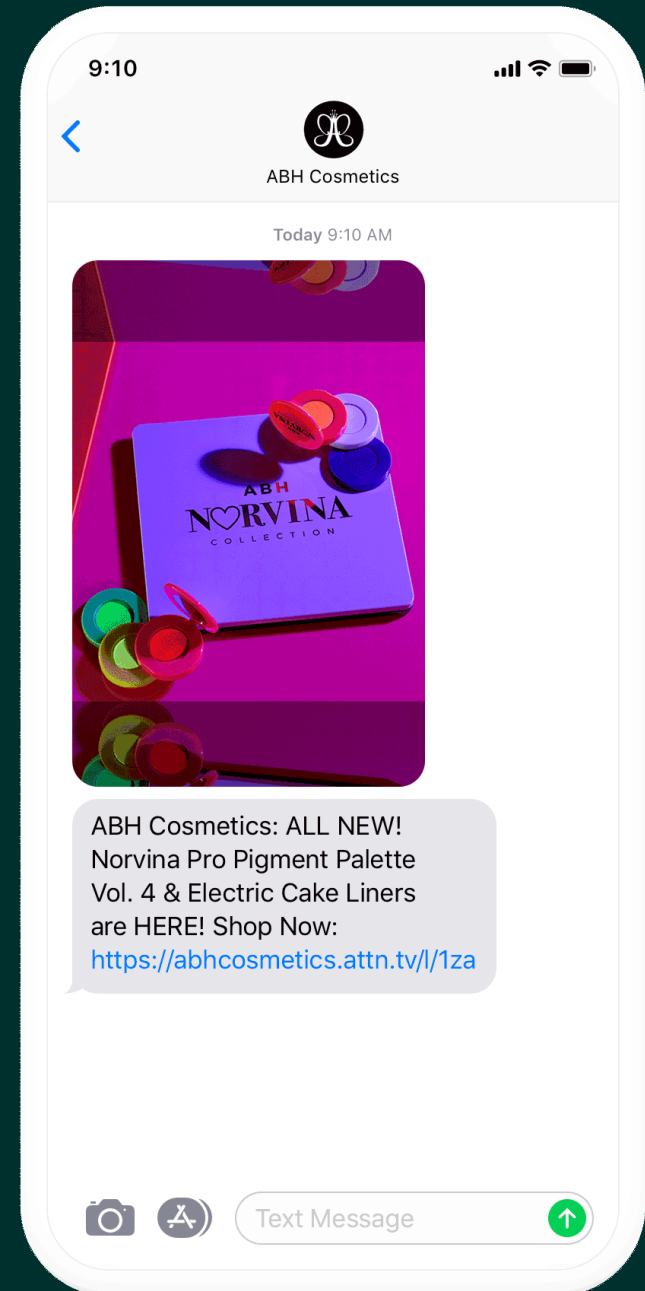 9:10
ABH Cosmetics
Today 9:10 AM
ABH
NORVINA
COLLECTION
ABH Cosmetics: ALL NEW!
Norvina Pro Pigment Palette
Vol. 4 & Electric Cake Liners
are HERE! Shop Now:
https://abhcosmetics.attn.tv/l/1za
Text Message